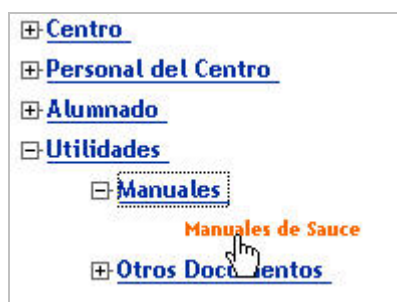 Centro
Personal del Centro
Alumnado
Utilidades
Manuales
Manuales de Sauce
Otros Documentos